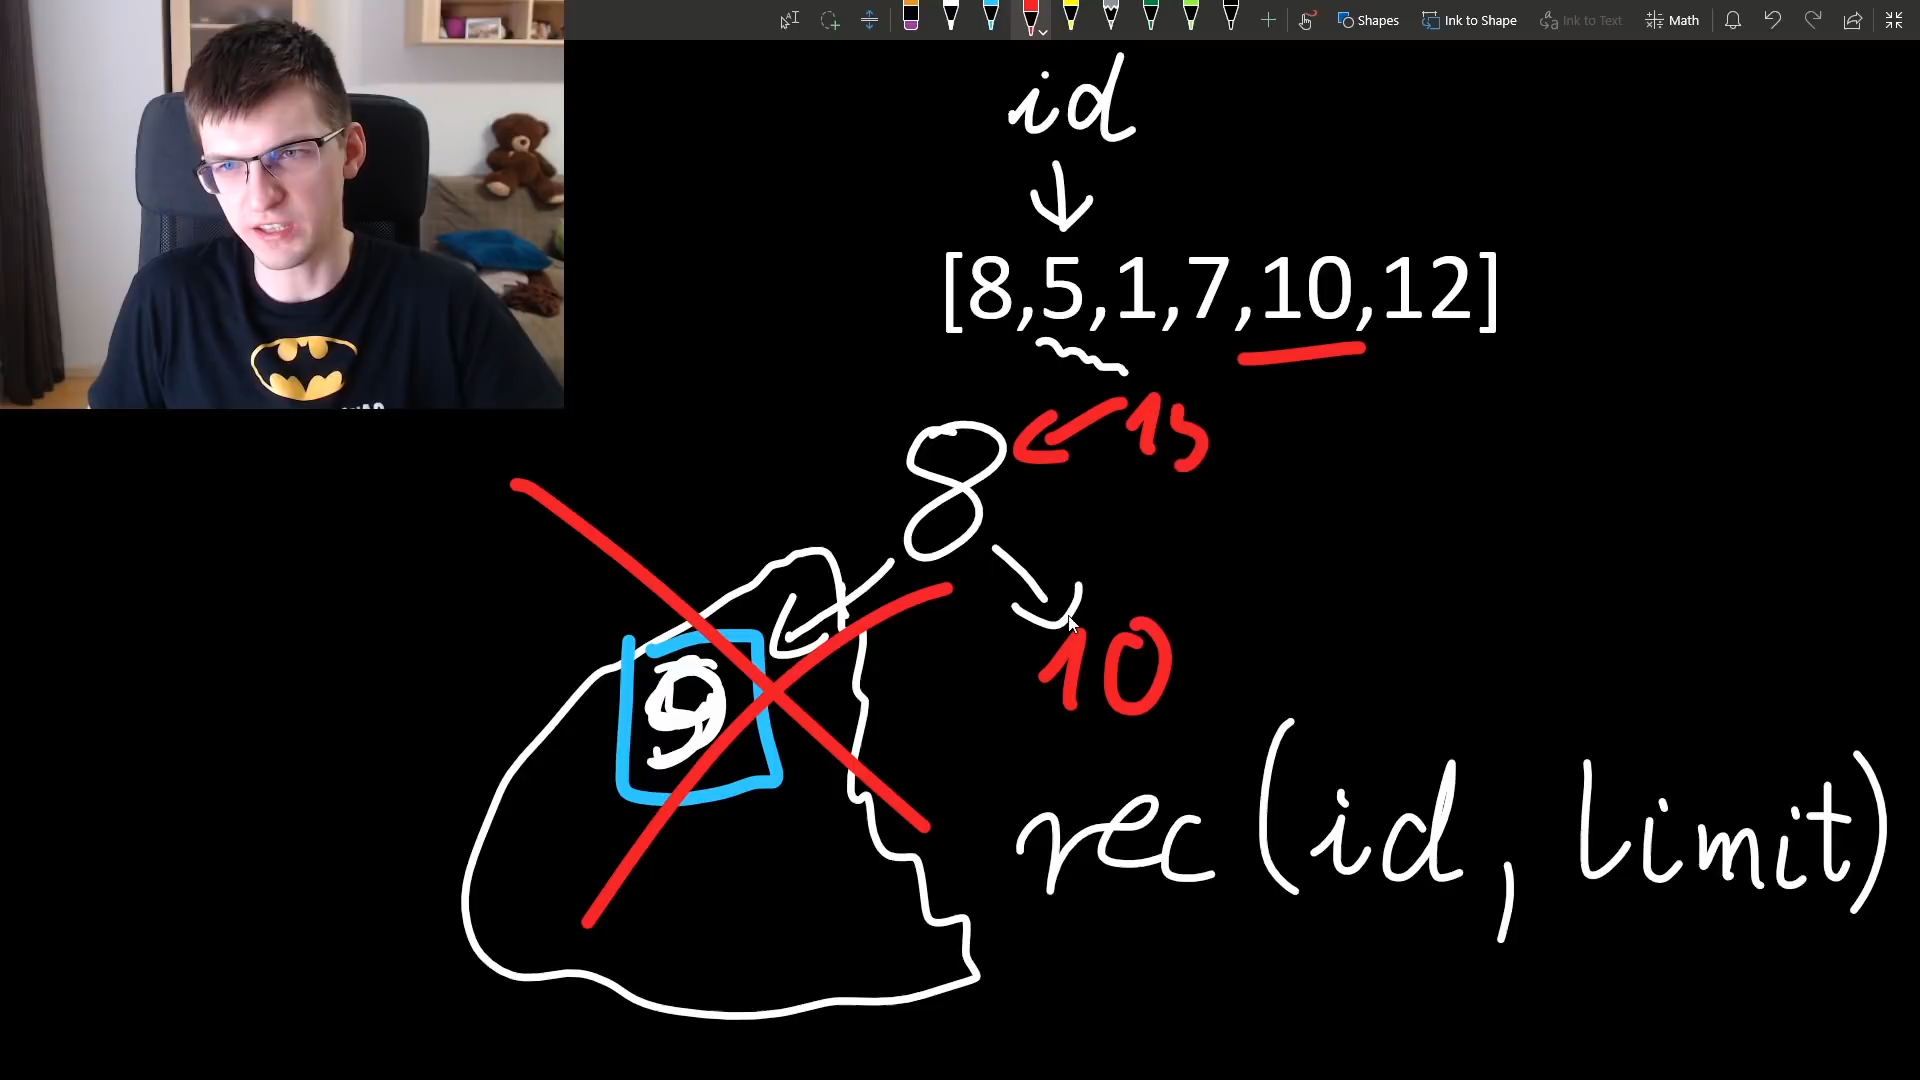 Shapes Ink to Shape Ink to Text Math
id
[8,5,1,7,10,12]
8 15
9 10
rec(id, limit)